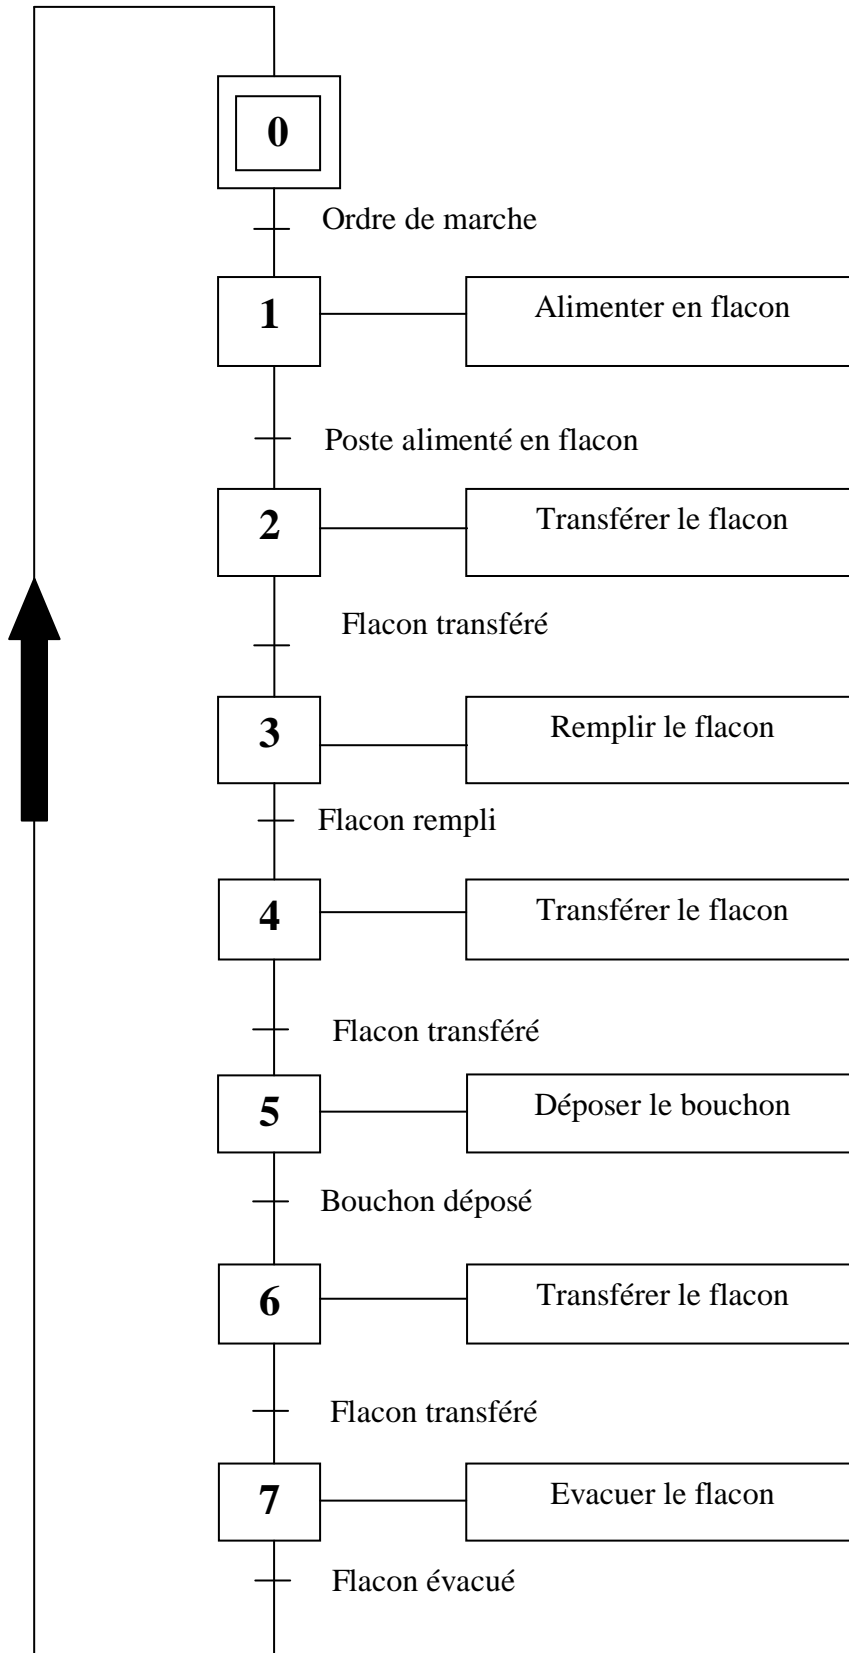 0
Ordre de marche
1
Alimenter en flacon
Poste alimenté en flacon
2
Transférer le flacon
Flacon transféré
3
Remplir le flacon
Flacon rempli
4
Transférer le flacon
Flacon transféré
5
Déposer le bouchon
Bouchon déposé
6
Transférer le flacon
Flacon transféré
7
Evacuer le flacon
Flacon évacué